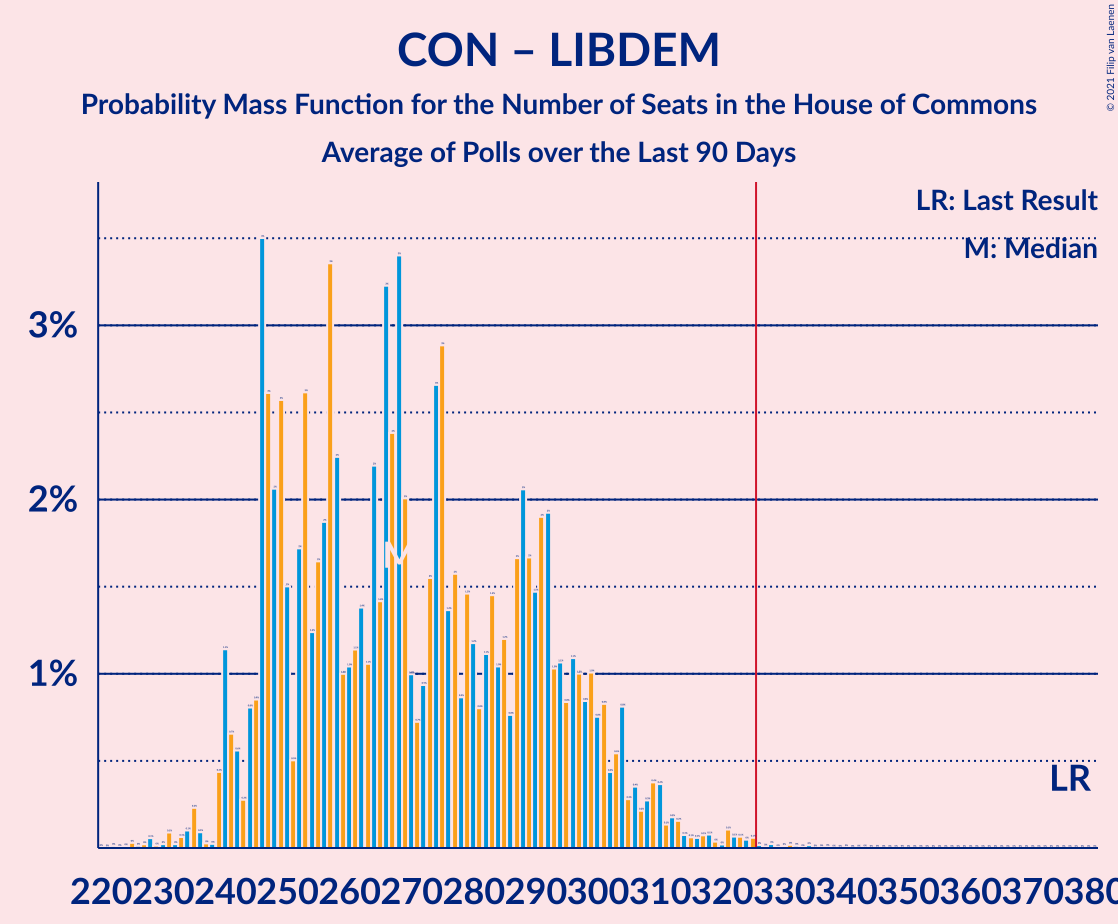 CON – LIBDEM
Probability Mass Function for the Number of Seats in the House of Commons
Average of Polls over the Last 90 Days
© 2021 Filip van Laenen
LR: Last Result
M: Median
3%
2%
1%
M
LR
220230240250260270280290300310320330340350360370380